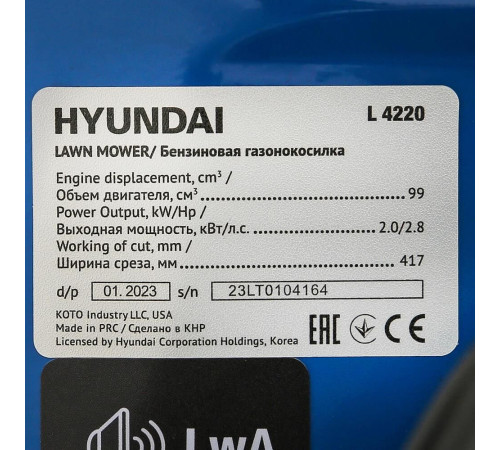 HYUNDAI L 4220
LAWN MOWER/ Бензиновая газонокосилка
Engine displacement, cm³ /
Объем двигателя, см³ 99
Power Output, kW/Hp /
Выходная мощность, кВт/л.с. 2.0/2.8
Working of cut, mm /
Ширина среза, мм 417
d/p 01.2023 s/n 23LT0104164
KOTO Industry LLC, USA
Made in PRC / Сделано в КНР
Licensed by Hyundai Corporation Holdings, Korea
EAC CE
LwA